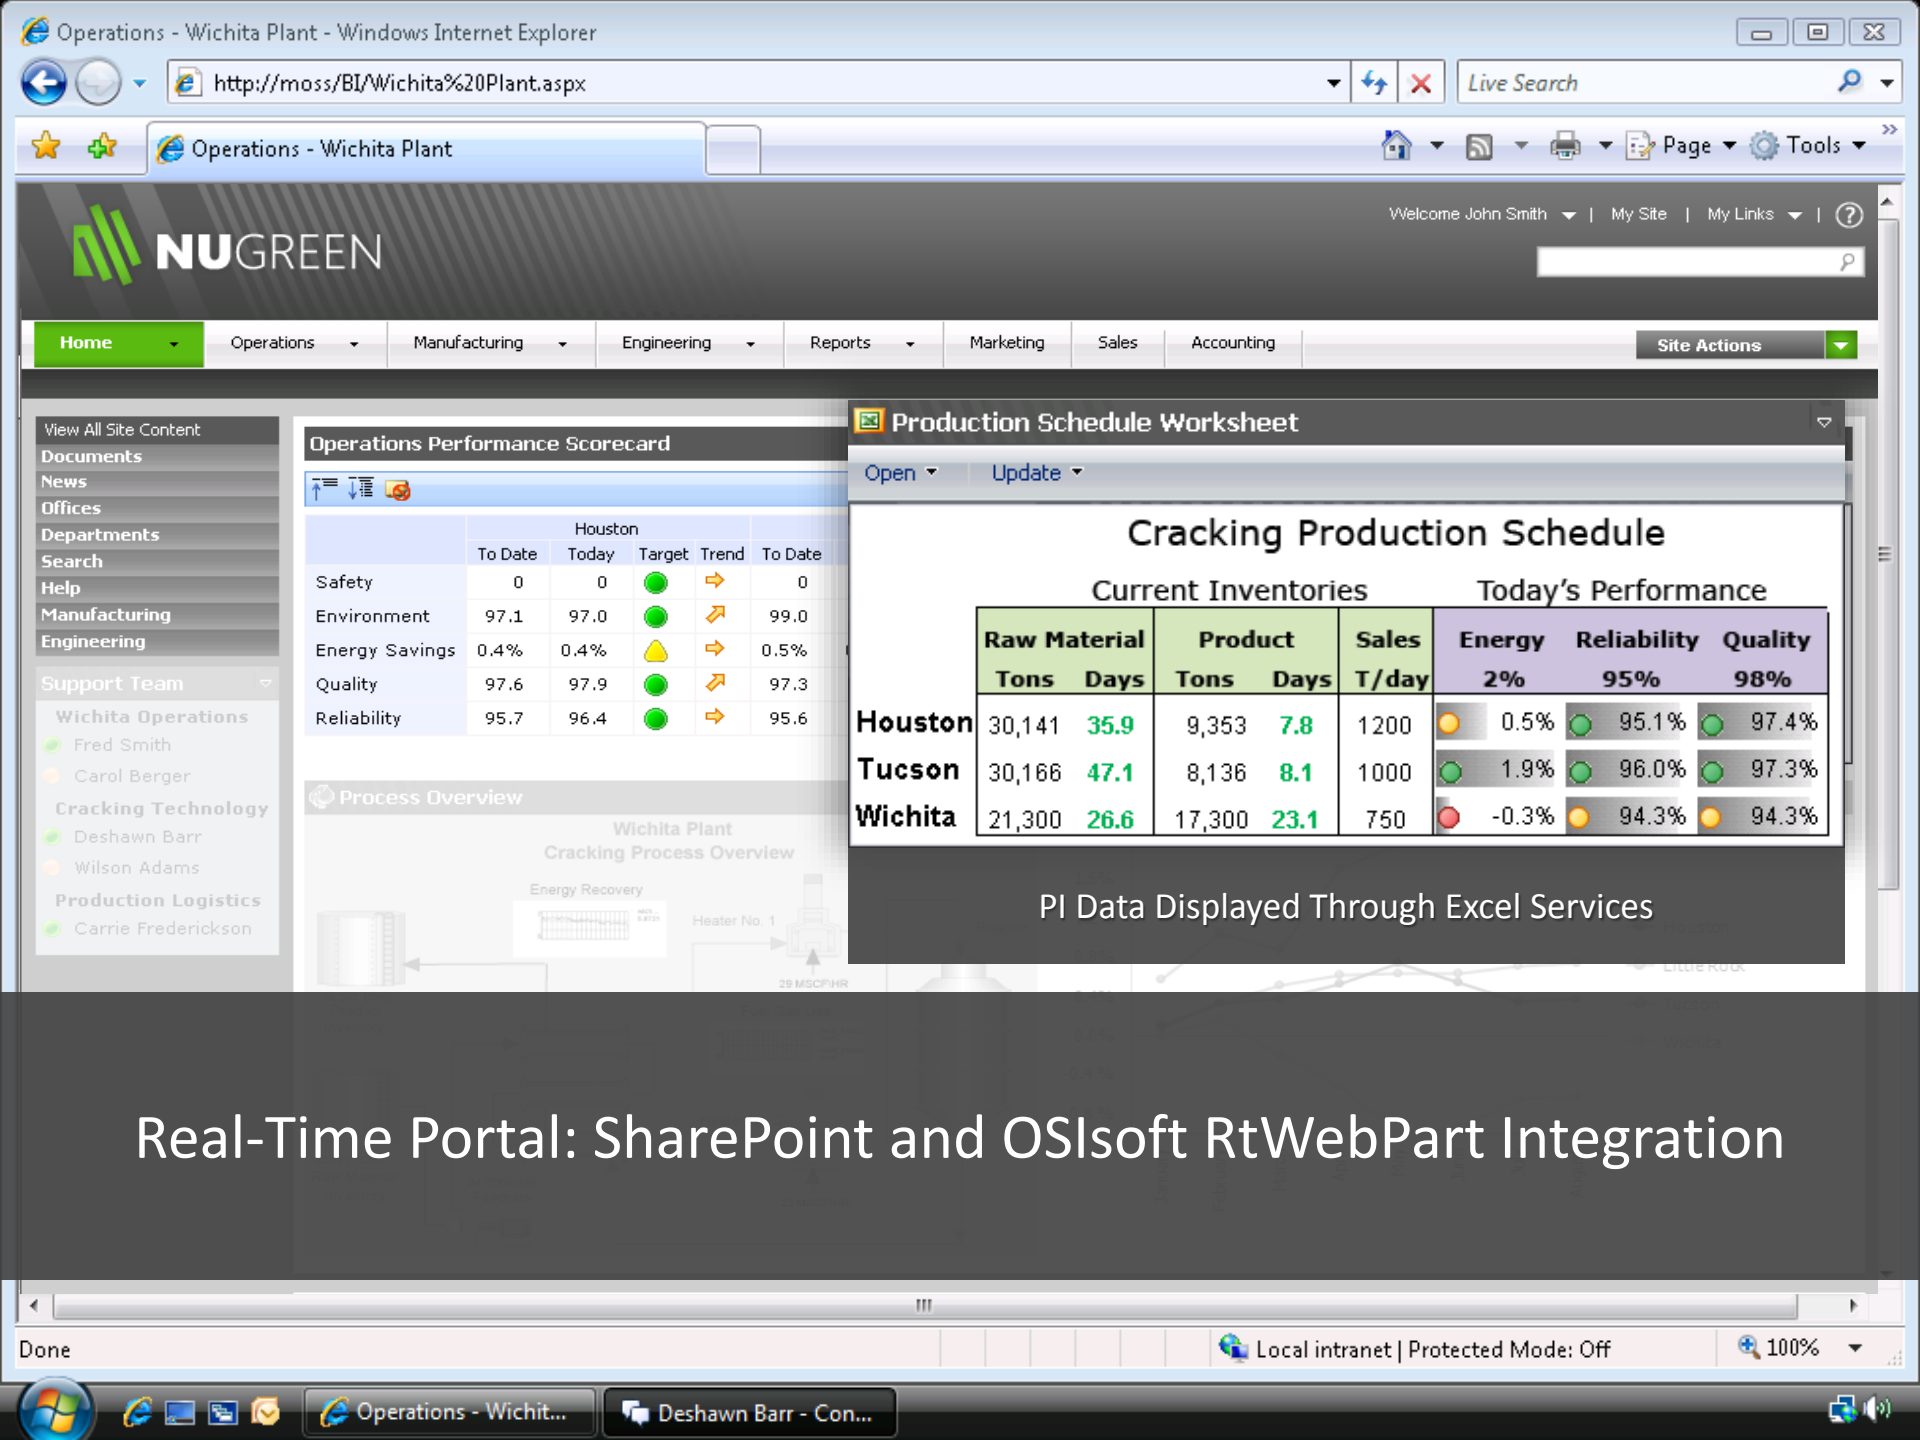 Operations - Wichita Plant - Windows Internet Explorer
http://moss/BI/Wichita%20Plant.aspx
Live Search
Operations - Wichita Plant
Page
Tools
Welcome John Smith | My Site | My Links |
NUGREEN
Home Operations Manufacturing Engineering Reports Marketing Sales Accounting Site Actions
View All Site Content
Documents
News
Offices
Departments
Search
Help
Manufacturing
Engineering
Support Team
Wichita Operations
Fred Smith
Carol Berger
Cracking Technology
Deshawn Barr
Wilson Adams
Production Logistics
Carrie Frederickson
Operations Performance Scorecard
Houston
To Date Today Target Trend To Date
Safety 0 0 0
Environment 97.1 97.0 99.0
Energy Savings 0.4% 0.4% 0.5%
Quality 97.6 97.9 97.3
Reliability 95.7 96.4 95.6
Process Overview
Wichita Plant
Cracking Process Overview
Energy Recovery
Heater No. 1
29 MSCF/HR
Production Schedule Worksheet
Open Update
Cracking Production Schedule
Current Inventories Today's Performance
Raw Material Product Sales Energy Reliability Quality
Tons Days Tons Days T/day 2% 95% 98%
Houston 30,141 35.9 9,353 7.8 1200 0.5% 95.1% 97.4%
Tucson 30,166 47.1 8,136 8.1 1000 1.9% 96.0% 97.3%
Wichita 21,300 26.6 17,300 23.1 750 -0.3% 94.3% 94.3%
PI Data Displayed Through Excel Services
Little Rock
Tucson
Real-Time Portal: SharePoint and OSIsoft RtWebPart Integration
Done
Local intranet | Protected Mode: Off
100%
Operations - Wichit...
Deshawn Barr - Con...